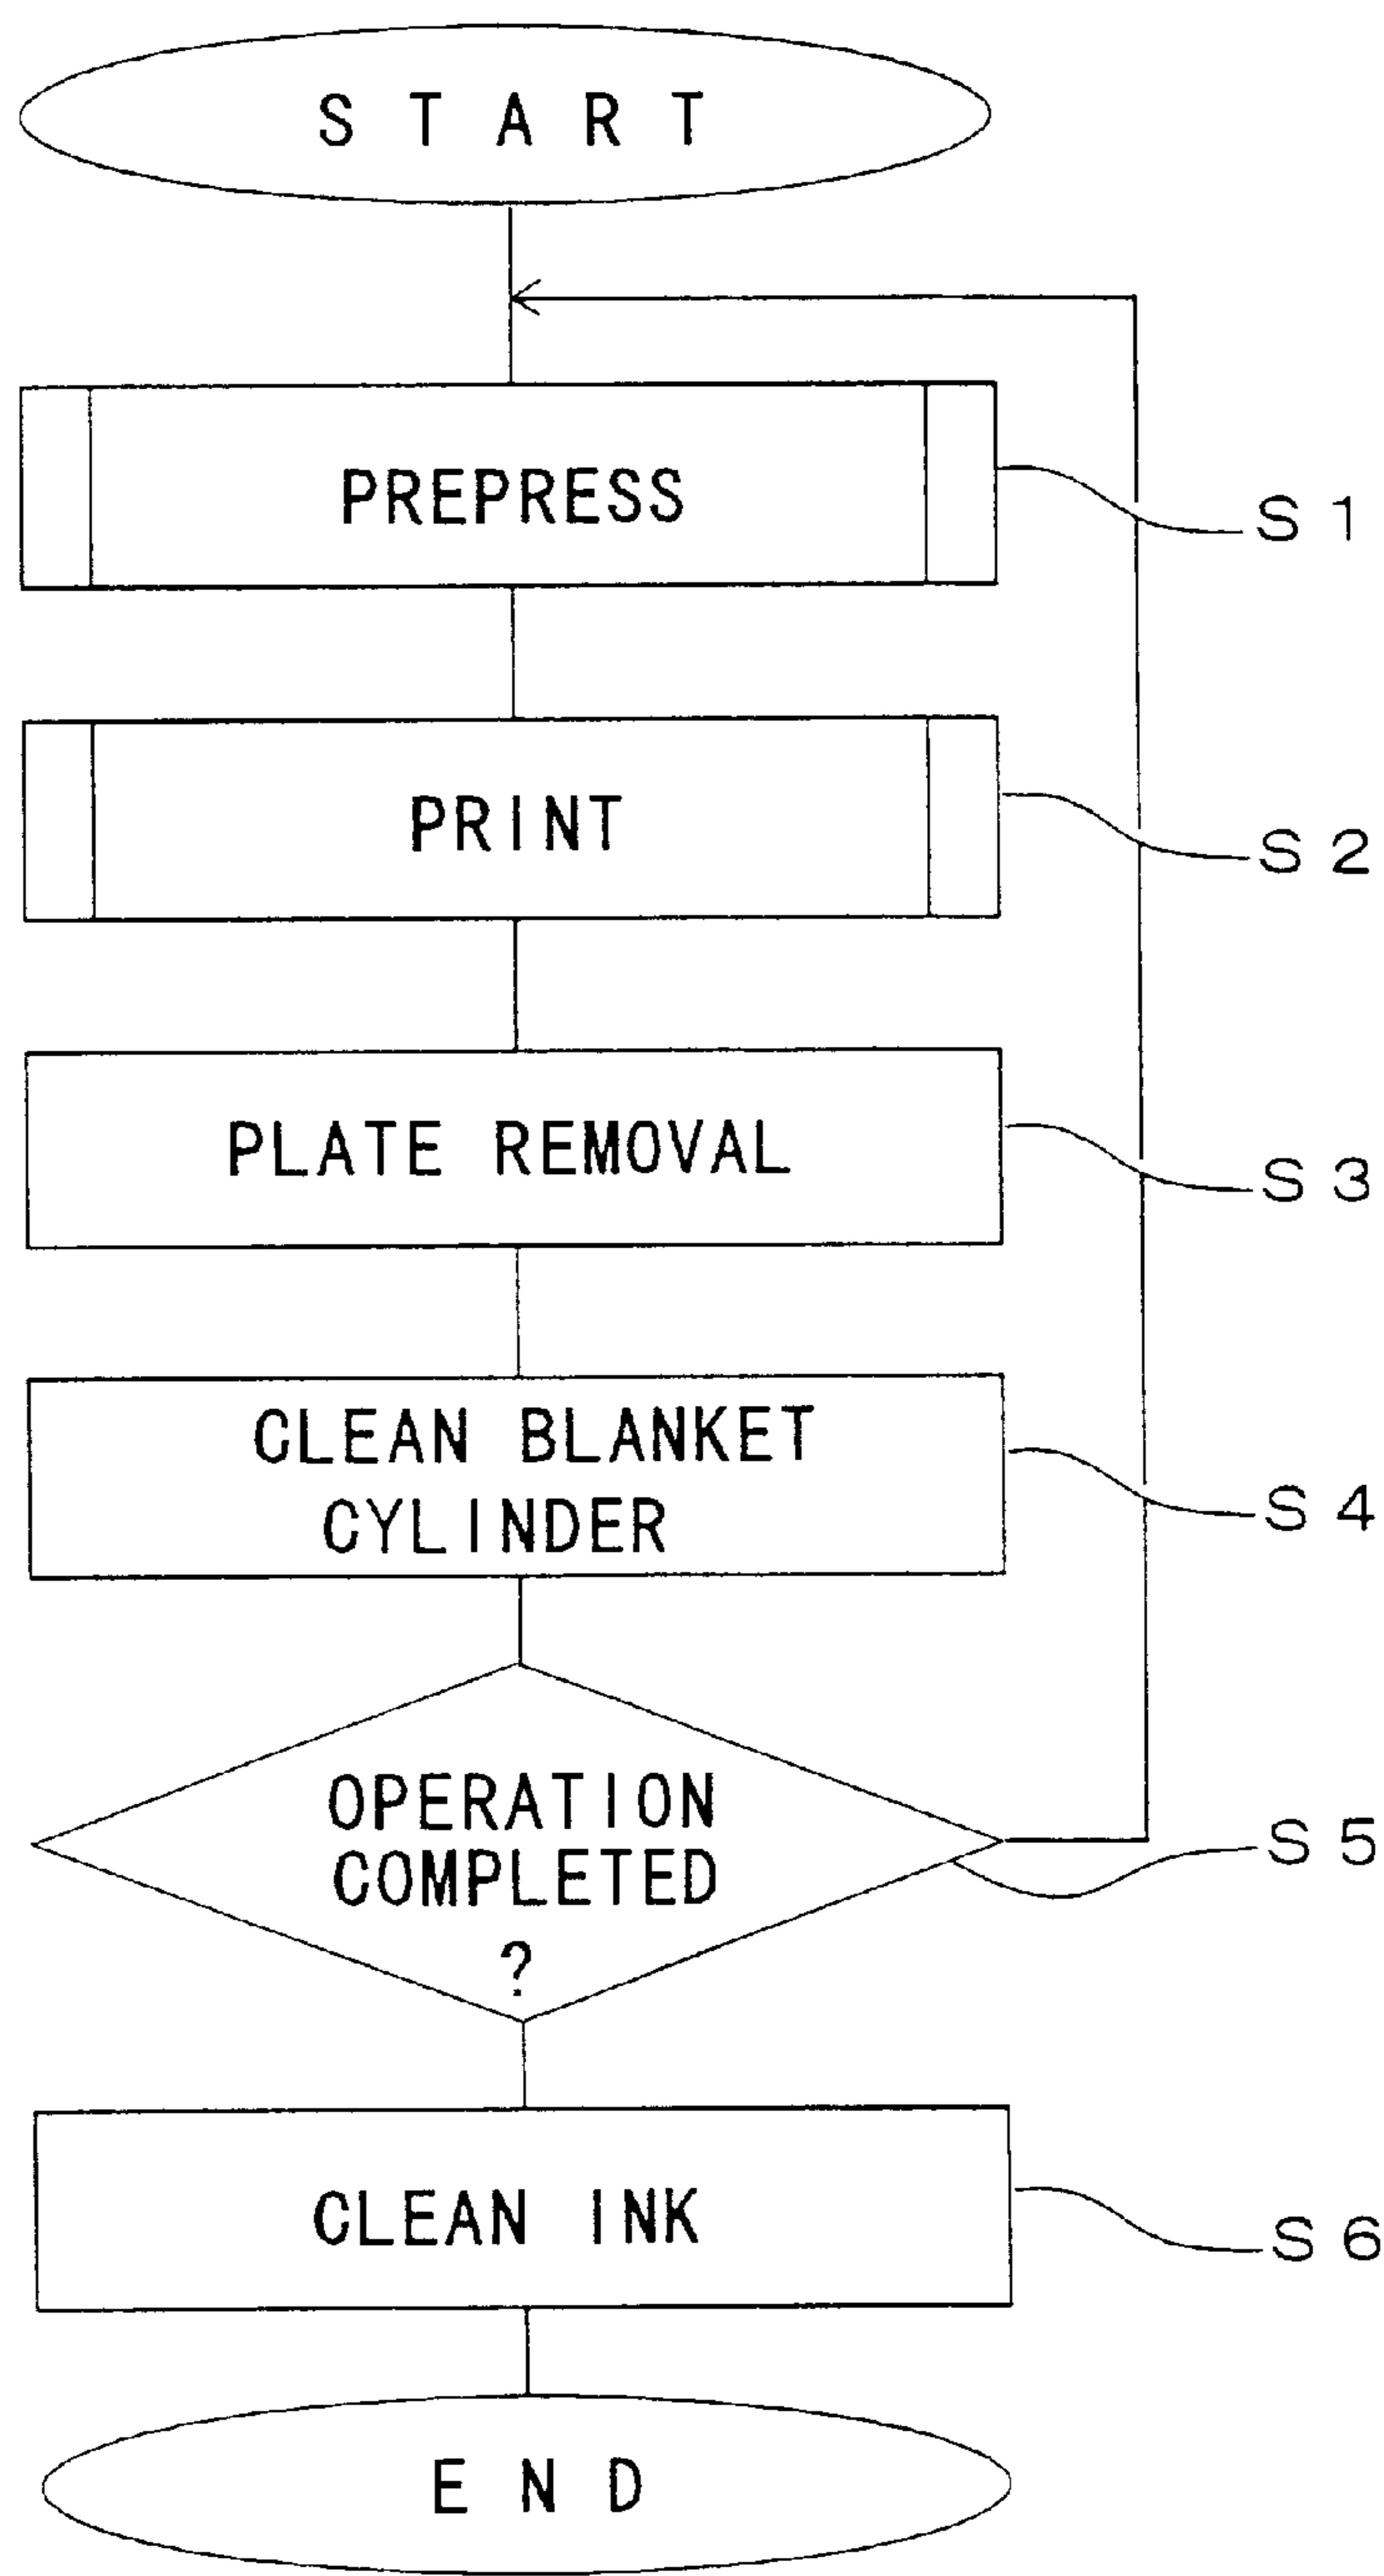 START
PREPRESS
S1
PRINT
S2
PLATE REMOVAL
S3
CLEAN BLANKET
CYLINDER
S4
OPERATION
COMPLETED
?
S5
CLEAN INK
S6
END